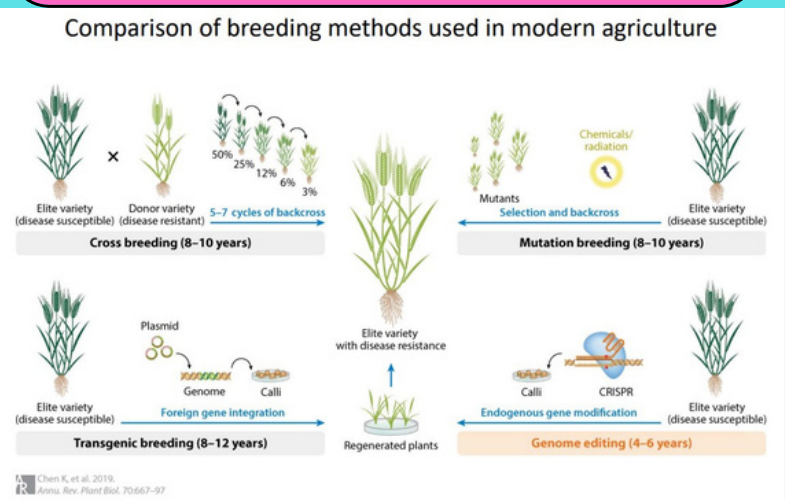 Comparison of breeding methods used in modern agriculture
50%
25%
12%
6%
3%
×
Elite variety
(disease susceptible)
Donor variety
(disease resistant)
5–7 cycles of backcross
Cross breeding (8–10 years)
Mutants
Chemicals/
radiation
Selection and backcross
Elite variety
(disease susceptible)
Mutation breeding (8–10 years)
Elite variety
with disease resistance
Plasmid
Genome
Calli
Elite variety
(disease susceptible)
Foreign gene integration
Transgenic breeding (8–12 years)
Regenerated plants
Calli
CRISPR
Endogenous gene modification
Elite variety
(disease susceptible)
Genome editing (4–6 years)
AR
Chen K, et al. 2019.
Annu. Rev. Plant Biol. 70:667–97